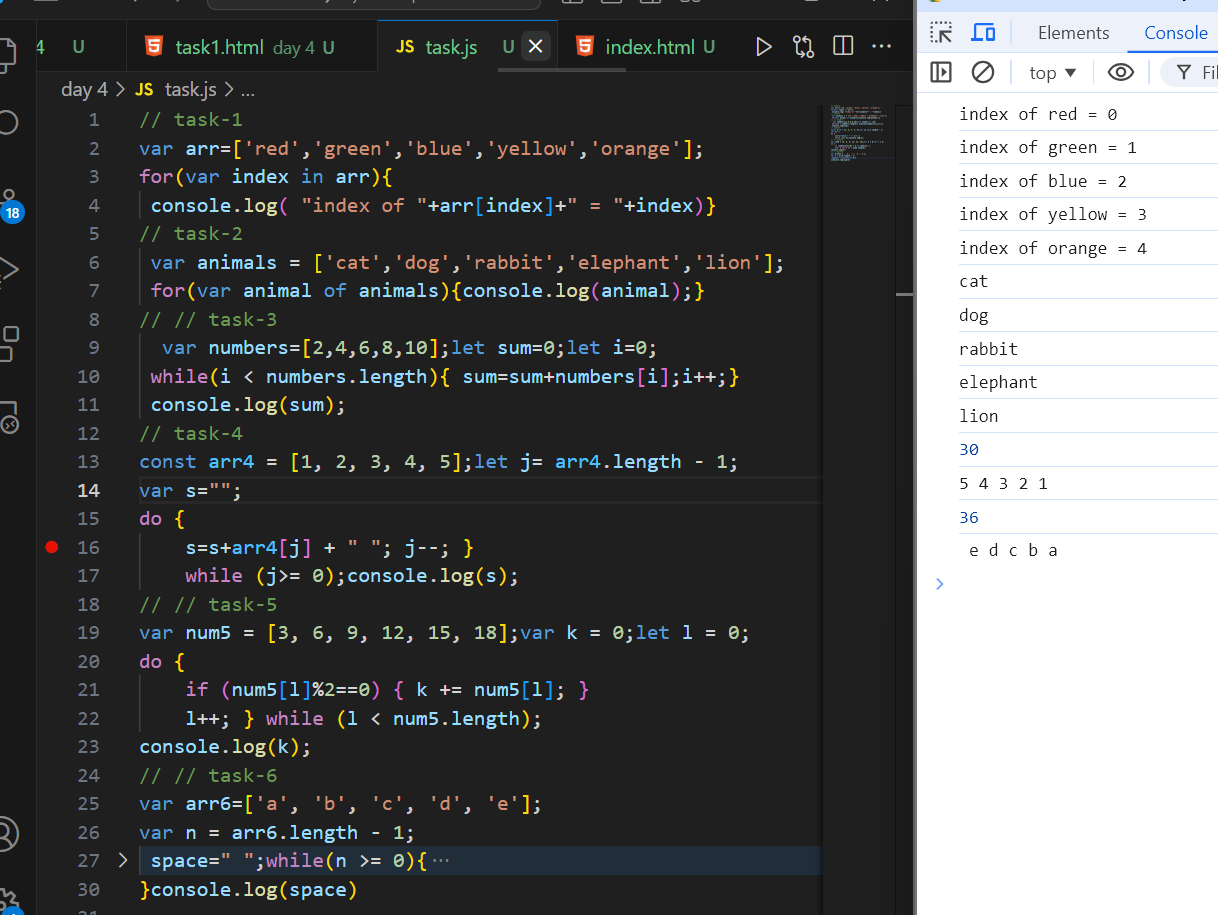 4 U
task1.html day 4 U
JS task.js U
index.html U
day 4 > JS task.js > ...
1 // task-1
2 var arr=['red','green','blue','yellow','orange'];
3 for(var index in arr){
4 console.log( "index of "+arr[index]+" = "+index)}
5 // task-2
6 var animals = ['cat','dog','rabbit','elephant','lion'];
7 for(var animal of animals){console.log(animal);}
8 // // task-3
9 var numbers=[2,4,6,8,10];let sum=0;let i=0;
10 while(i < numbers.length){ sum=sum+numbers[i];i++;}
11 console.log(sum);
12 // task-4
13 const arr4 = [1, 2, 3, 4, 5];let j= arr4.length - 1;
14 var s="";
15 do {
16 s=s+arr4[j] + " "; j--; }
17 while (j>= 0);console.log(s);
18 // // task-5
19 var num5 = [3, 6, 9, 12, 15, 18];var k = 0;let l = 0;
20 do {
21 if (num5[l]%2==0) { k += num5[l]; }
22 l++; } while (l < num5.length);
23 console.log(k);
24 // // task-6
25 var arr6=['a', 'b', 'c', 'd', 'e'];
26 var n = arr6.length - 1;
27 space=" ";while(n >= 0){ ...
30 }console.log(space)
18
Elements Console
top Fil
index of red = 0
index of green = 1
index of blue = 2
index of yellow = 3
index of orange = 4
cat
dog
rabbit
elephant
lion
30
5 4 3 2 1
36
e d c b a